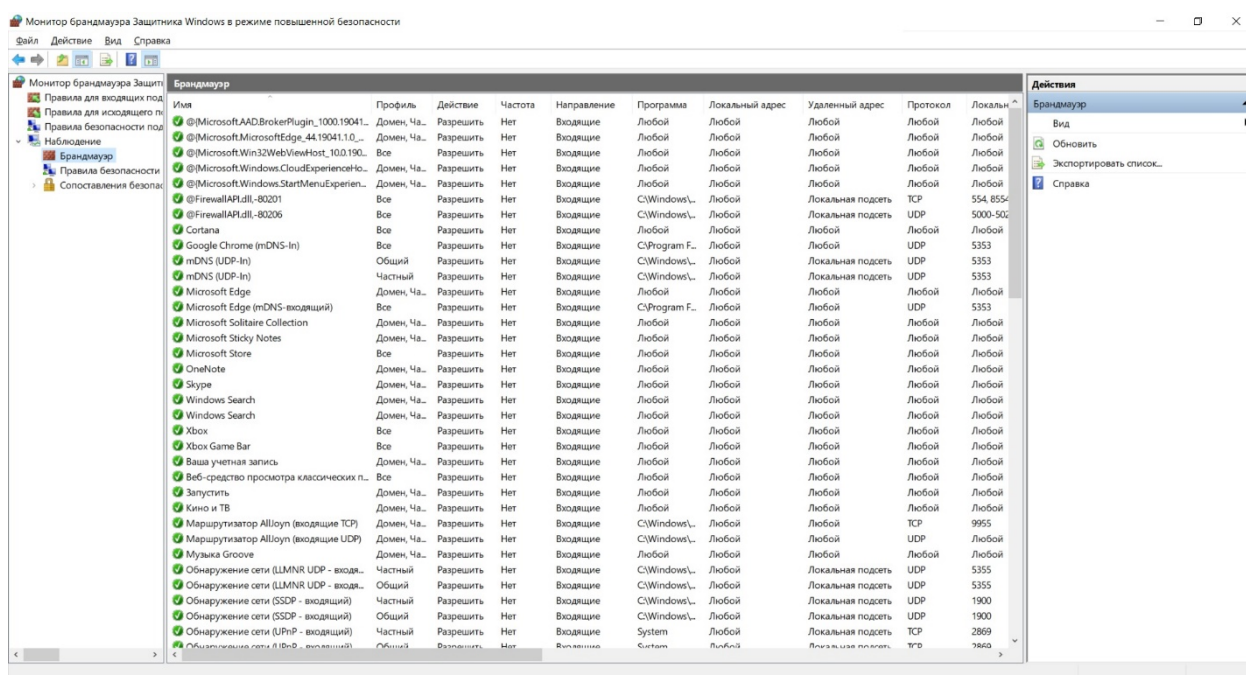 Монитор брандмауэра Защитника Windows в режиме повышенной безопасности
Файл Действие Вид Справка
Монитор брандмауэра Защит
Правила для входящих под
Правила для исходящего по
Правила безопасности под
Наблюдение
Брандмауэр
Правила безопасности
Сопоставления безопас
Брандмауэр
Имя Профиль Действие Частота Направление Программа Локальный адрес Удаленный адрес Протокол Локальн
@{Microsoft.AAD.BrokerPlugin_1000.19041... Домен, Ча... Разрешить Нет Входящие Любой Любой Любой Любой Любой
@{Microsoft.MicrosoftEdge_44.19041.1.0_... Домен, Ча... Разрешить Нет Входящие Любой Любой Любой Любой Любой
@{Microsoft.Win32WebViewHost_10.0.190... Все Разрешить Нет Входящие Любой Любой Любой Любой Любой
@{Microsoft.Windows.CloudExperienceHo... Домен, Ча... Разрешить Нет Входящие Любой Любой Любой Любой Любой
@{Microsoft.Windows.StartMenuExperien... Домен, Ча... Разрешить Нет Входящие Любой Любой Любой Любой Любой
@FirewallAPI.dll,-80201 Все Разрешить Нет Входящие C:\Windows\... Любой Локальная подсеть TCP 554, 8554
@FirewallAPI.dll,-80206 Все Разрешить Нет Входящие C:\Windows\... Любой Локальная подсеть UDP 5000-502
Cortana Все Разрешить Нет Входящие Любой Любой Любой Любой Любой
Google Chrome (mDNS-In) Все Разрешить Нет Входящие C:\Program F... Любой Любой UDP 5353
mDNS (UDP-In) Общий Разрешить Нет Входящие C:\Windows\... Любой Локальная подсеть UDP 5353
mDNS (UDP-In) Частный Разрешить Нет Входящие C:\Windows\... Любой Локальная подсеть UDP 5353
Microsoft Edge Домен, Ча... Разрешить Нет Входящие Любой Любой Любой Любой Любой
Microsoft Edge (mDNS-входящий) Все Разрешить Нет Входящие C:\Program F... Любой Любой UDP 5353
Microsoft Solitaire Collection Домен, Ча... Разрешить Нет Входящие Любой Любой Любой Любой Любой
Microsoft Sticky Notes Домен, Ча... Разрешить Нет Входящие Любой Любой Любой Любой Любой
Microsoft Store Все Разрешить Нет Входящие Любой Любой Любой Любой Любой
OneNote Домен, Ча... Разрешить Нет Входящие Любой Любой Любой Любой Любой
Skype Домен, Ча... Разрешить Нет Входящие Любой Любой Любой Любой Любой
Windows Search Домен, Ча... Разрешить Нет Входящие Любой Любой Любой Любой Любой
Windows Search Домен, Ча... Разрешить Нет Входящие Любой Любой Любой Любой Любой
Xbox Все Разрешить Нет Входящие Любой Любой Любой Любой Любой
Xbox Game Bar Все Разрешить Нет Входящие Любой Любой Любой Любой Любой
Ваша учетная запись Домен, Ча... Разрешить Нет Входящие Любой Любой Любой Любой Любой
Веб-средство просмотра классических п... Все Разрешить Нет Входящие Любой Любой Любой Любой Любой
Запустить Домен, Ча... Разрешить Нет Входящие Любой Любой Любой Любой Любой
Кино и ТВ Домен, Ча... Разрешить Нет Входящие Любой Любой Любой Любой Любой
Маршрутизатор AllJoyn (входящие TCP) Домен, Ча... Разрешить Нет Входящие C:\Windows\... Любой Любой TCP 9955
Маршрутизатор AllJoyn (входящие UDP) Домен, Ча... Разрешить Нет Входящие C:\Windows\... Любой Любой UDP Любой
Музыка Groove Домен, Ча... Разрешить Нет Входящие Любой Любой Любой Любой Любой
Обнаружение сети (LLMNR UDP - входя... Частный Разрешить Нет Входящие C:\Windows\... Любой Локальная подсеть UDP 5355
Обнаружение сети (LLMNR UDP - входя... Общий Разрешить Нет Входящие C:\Windows\... Любой Локальная подсеть UDP 5355
Обнаружение сети (SSDP - входящий) Частный Разрешить Нет Входящие C:\Windows\... Любой Локальная подсеть UDP 1900
Обнаружение сети (SSDP - входящий) Общий Разрешить Нет Входящие C:\Windows\... Любой Локальная подсеть UDP 1900
Обнаружение сети (UPnP - входящий) Частный Разрешить Нет Входящие System Любой Локальная подсеть TCP 2869
Обнаружение сети (UPnP - входящий) Общий Разрешить Нет Входящие System Любой Локальная подсеть TCP 2869
Действия
Брандмауэр
Вид
Обновить
Экспортировать список...
Справка